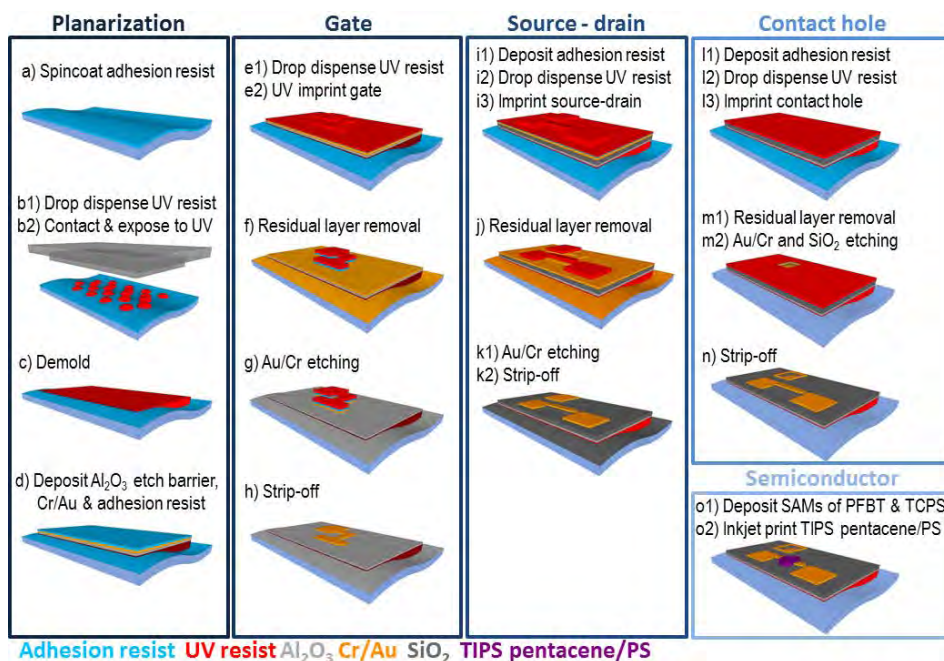 Planarization
a) Spincoat adhesion resist
b1) Drop dispense UV resist
b2) Contact & expose to UV
c) Demold
d) Deposit Al₂O₃ etch barrier,
Cr/Au & adhesion resist
Gate
e1) Drop dispense UV resist
e2) UV imprint gate
f) Residual layer removal
g) Au/Cr etching
h) Strip-off
Source - drain
i1) Deposit adhesion resist
i2) Drop dispense UV resist
i3) Imprint source-drain
j) Residual layer removal
k1) Au/Cr etching
k2) Strip-off
Contact hole
l1) Deposit adhesion resist
l2) Drop dispense UV resist
l3) Imprint contact hole
m1) Residual layer removal
m2) Au/Cr and SiO₂ etching
n) Strip-off
Semiconductor
o1) Deposit SAMs of PFBT & TCPS
o2) Inkjet print TIPS pentacene/PS
Adhesion resist UV resist Al₂O₃ Cr/Au SiO₂ TIPS pentacene/PS